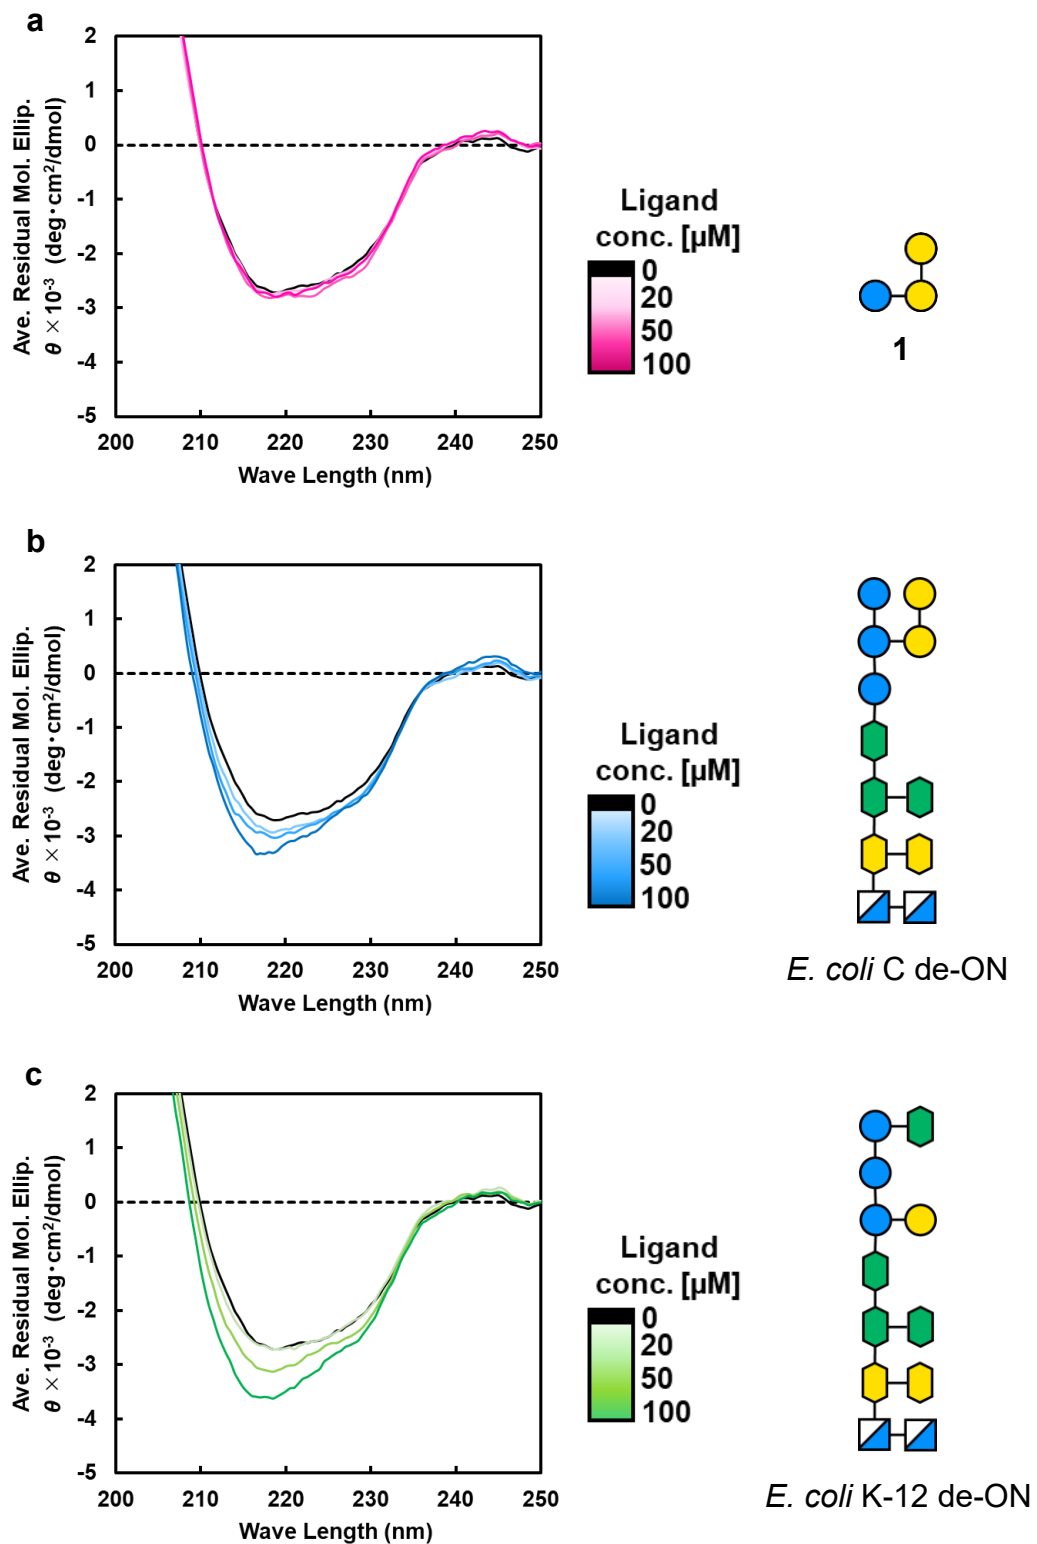 a
Ave. Residual Mol. Ellip.
θ × 10-3 (deg・cm2/dmol)
2
1
0
-1
-2
-3
-4
-5
200 210 220 230 240 250
Wave Length (nm)
Ligand
conc. [µM]
0
20
50
100
1
b
Ave. Residual Mol. Ellip.
θ × 10-3 (deg・cm2/dmol)
2
1
0
-1
-2
-3
-4
-5
200 210 220 230 240 250
Wave Length (nm)
Ligand
conc. [µM]
0
20
50
100
E. coli C de-ON
c
Ave. Residual Mol. Ellip.
θ × 10-3 (deg・cm2/dmol)
2
1
0
-1
-2
-3
-4
-5
200 210 220 230 240 250
Wave Length (nm)
Ligand
conc. [µM]
0
20
50
100
E. coli K-12 de-ON